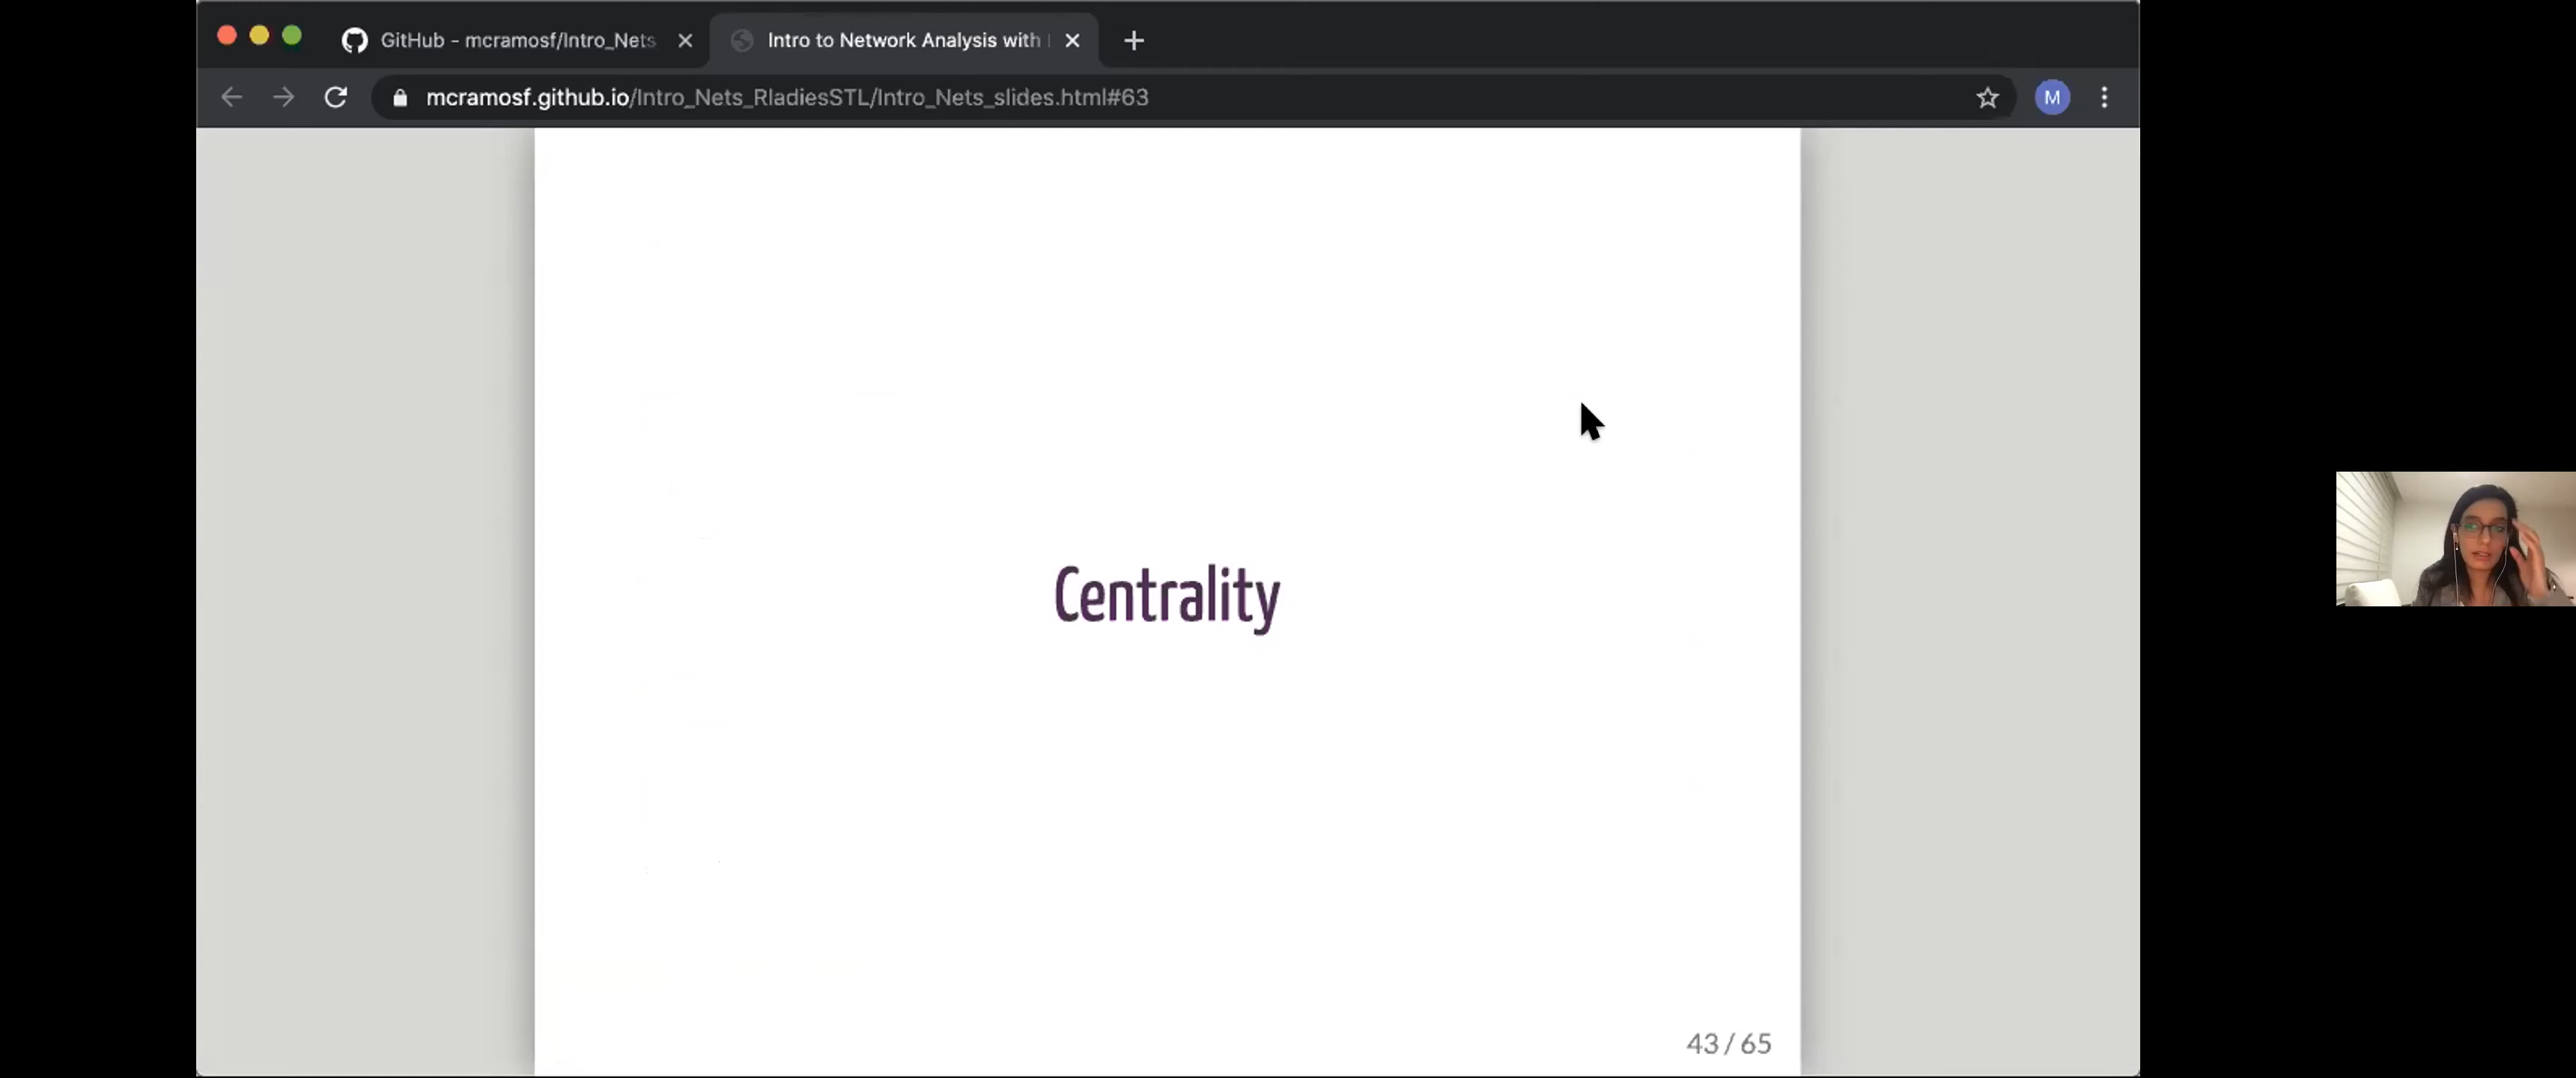 GitHub - mcramosf/Intro_Nets
Intro to Network Analysis with
mcramosf.github.io/Intro_Nets_RladiesSTL/Intro_Nets_slides.html#63
M
Centrality
43 / 65